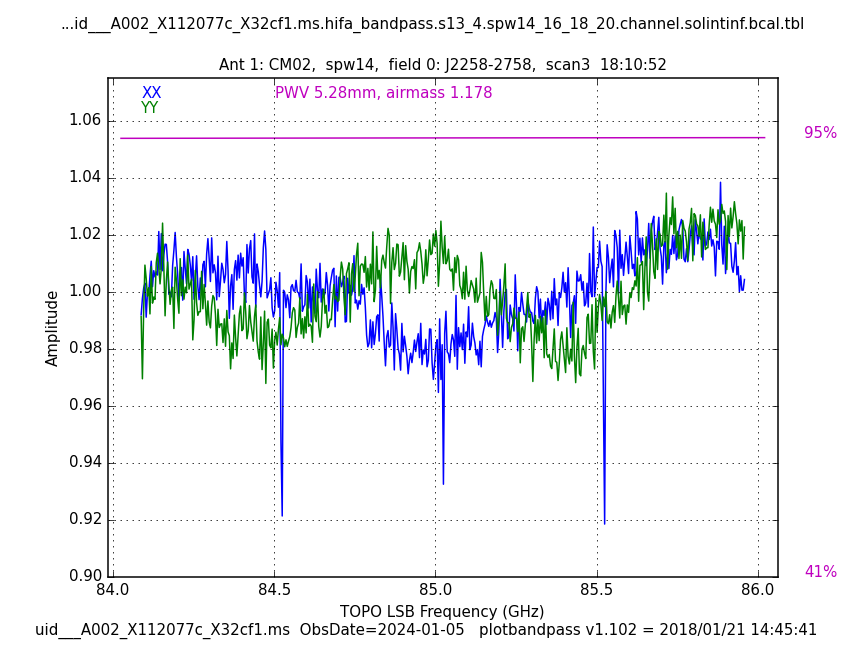 ...id___A002_X112077c_X32cf1.ms.hifa_bandpass.s13_4.spw14_16_18_20.channel.solintinf.bcal.tbl
Ant 1: CM02,  spw14,  field 0: J2258-2758,  scan3  18:10:52
XX
PWV 5.28mm, airmass 1.178
YY
1.06
95%
1.04
1.02
1.00
0.98
0.96
0.94
0.92
0.90
41%
Amplitude
84.0 84.5 85.0 85.5 86.0
TOPO LSB Frequency (GHz)
uid___A002_X112077c_X32cf1.ms  ObsDate=2024-01-05   plotbandpass v1.102 = 2018/01/21 14:45:41